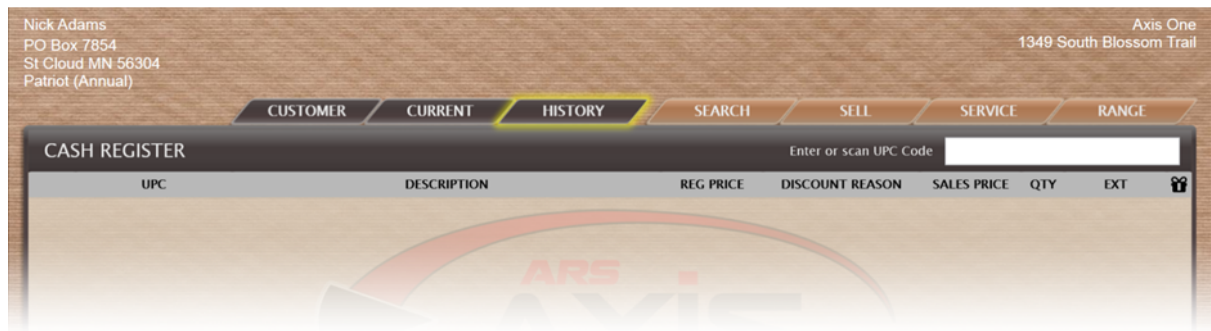 Nick Adams
PO Box 7854
St Cloud MN 56304
Patriot (Annual)
Axis One
1349 South Blossom Trail
CUSTOMER CURRENT HISTORY SEARCH SELL SERVICE RANGE
CASH REGISTER Enter or scan UPC Code
UPC DESCRIPTION REG PRICE DISCOUNT REASON SALES PRICE QTY EXT
ARS
AXIS